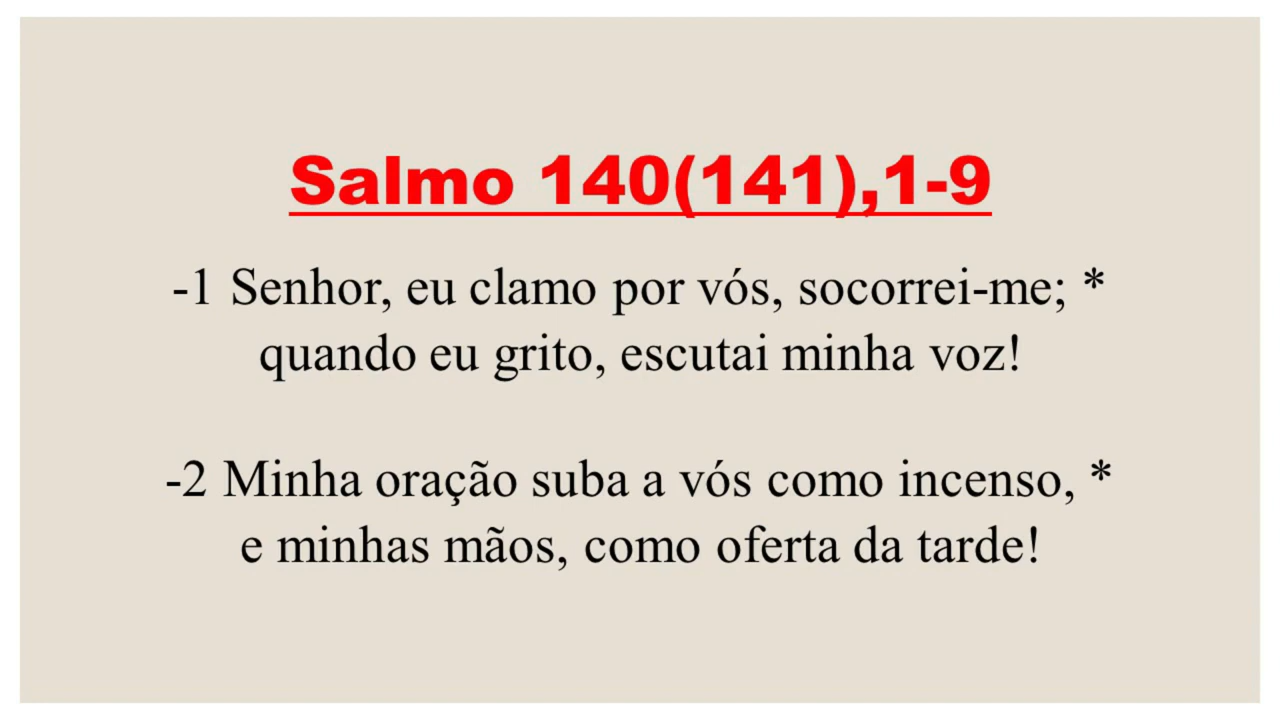 Salmo 140(141),1-9
-1 Senhor, eu clamo por vós, socorrei-me; *
quando eu grito, escutai minha voz!
-2 Minha oração suba a vós como incenso, *
e minhas mãos, como oferta da tarde!